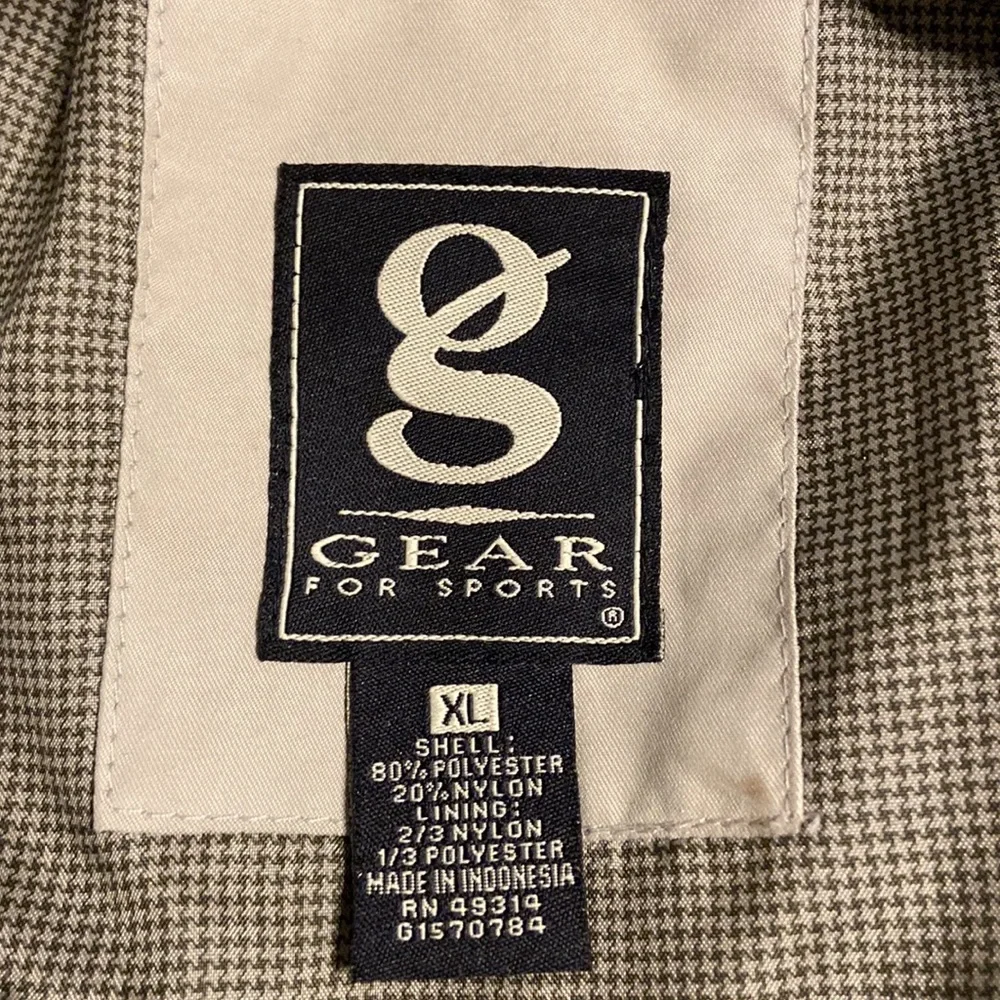 g
GEAR
FOR SPORTS
®
XL
SHELL:
80% POLYESTER
20% NYLON
LINING:
2/3 NYLON
1/3 POLYESTER
MADE IN INDONESIA
RN 49314
G1570784